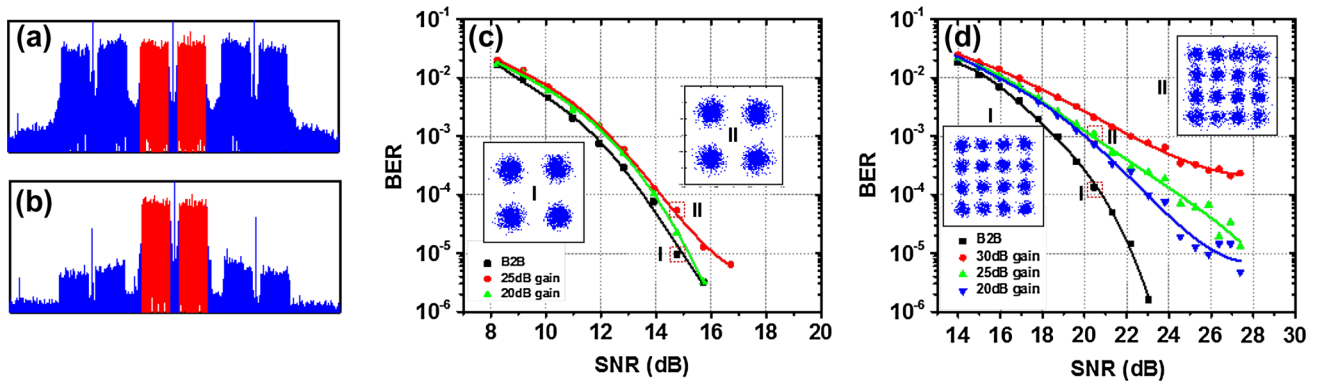 (a)
(b)
(c)
BER
10⁻¹
10⁻²
10⁻³
10⁻⁴
10⁻⁵
10⁻⁶
I
II
II
I
B2B
25dB gain
20dB gain
8 10 12 14 16 18 20
SNR (dB)
(d)
BER
10⁻¹
10⁻²
10⁻³
10⁻⁴
10⁻⁵
10⁻⁶
II
I
II
I
B2B
30dB gain
25dB gain
20dB gain
14 16 18 20 22 24 26 28 30
SNR (dB)